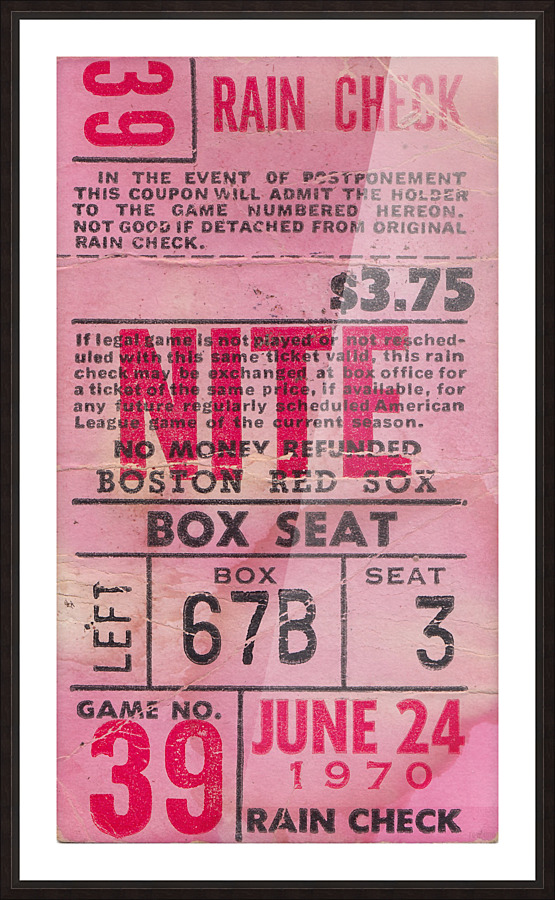 39
RAIN CHECK
IN THE EVENT OF POSTPONEMENT
THIS COUPON WILL ADMIT THE HOLDER
TO THE GAME NUMBERED HEREON.
NOT GOOD IF DETACHED FROM ORIGINAL
RAIN CHECK.
$3.75
NITE
If legal game is not played or not resched-
uled with this same ticket valid, this rain
check may be exchanged at box office for
a ticket of the same price, if available, for
any future regularly scheduled American
League game of the current season.
NO MONEY REFUNDED
BOSTON RED SOX
BOX SEAT
LEFT
BOX
67B
SEAT
3
GAME NO.
39
JUNE 24
1970
RAIN CHECK